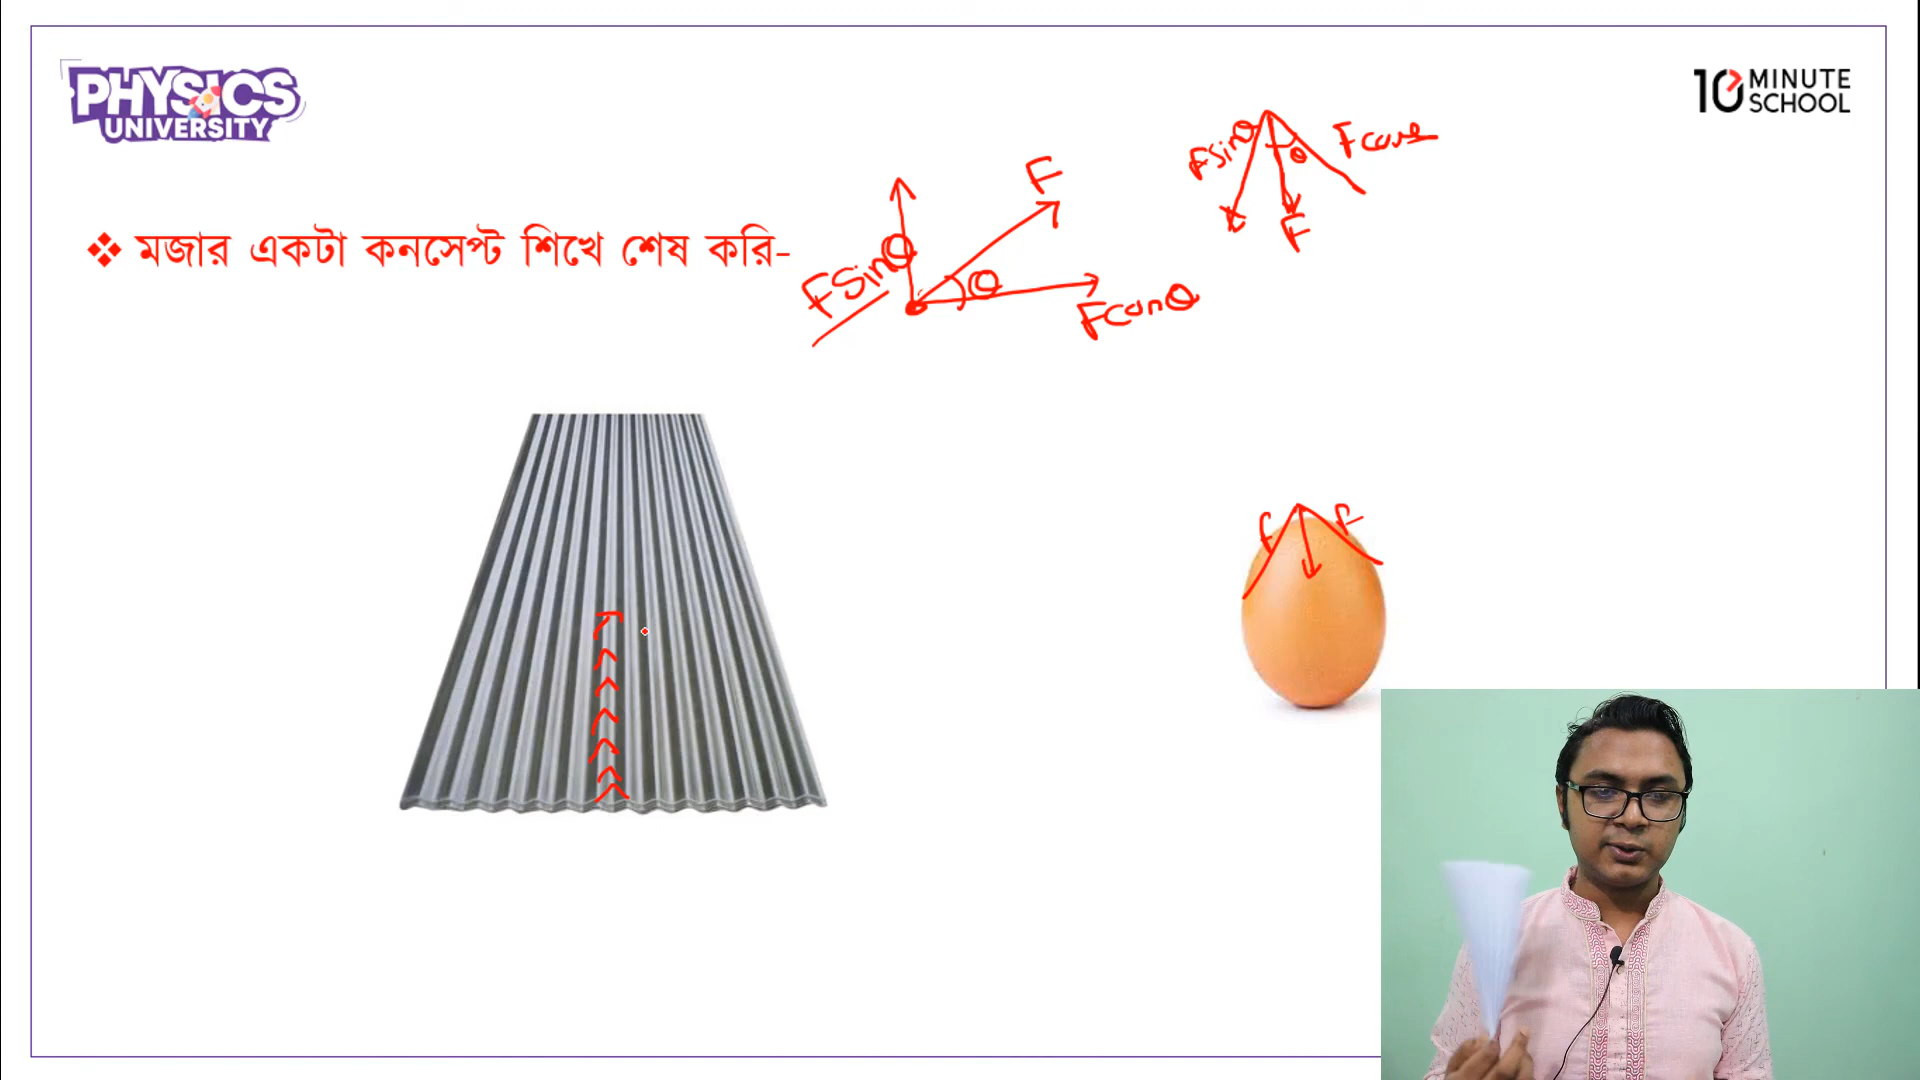 PHYSICS
UNIVERSITY
10 MINUTE
SCHOOL
❖ মজার একটা কনসেপ্ট শিখে শেষ করি-
F
FSinθ
θ
Fcosθ
FSinθ
θ
Fcosθ
F
F
F